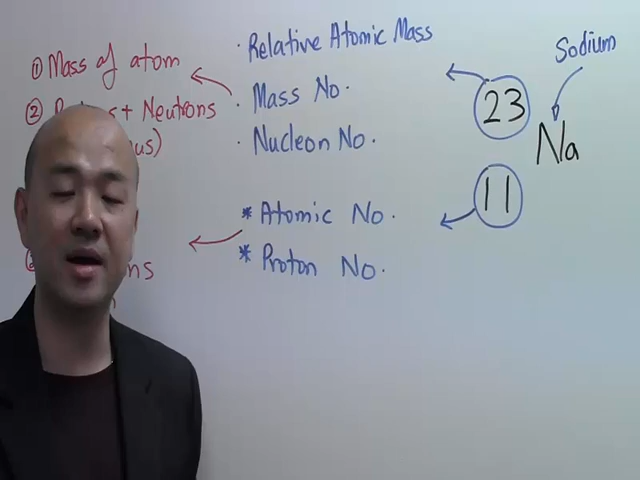 ① Mass of atom
② + Neutrons
us)
ns
· Relative Atomic Mass
· Mass No.
· Nucleon No.
* Atomic No.
* Proton No.
Sodium
23
Na
11